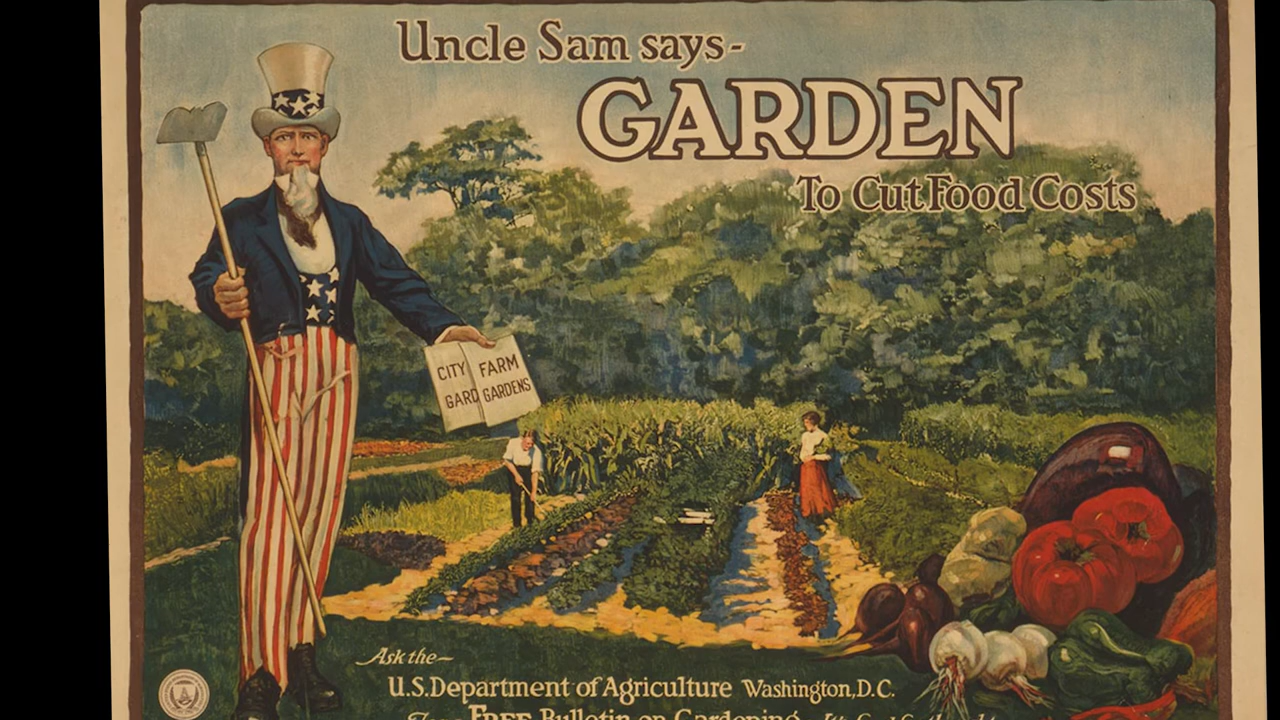 Uncle Sam says-
GARDEN
To Cut Food Costs
CITY FARM
GARD GARDENS
Ask the—
U.S. Department of Agriculture Washington, D.C.
FREE Bulletin on Gardening